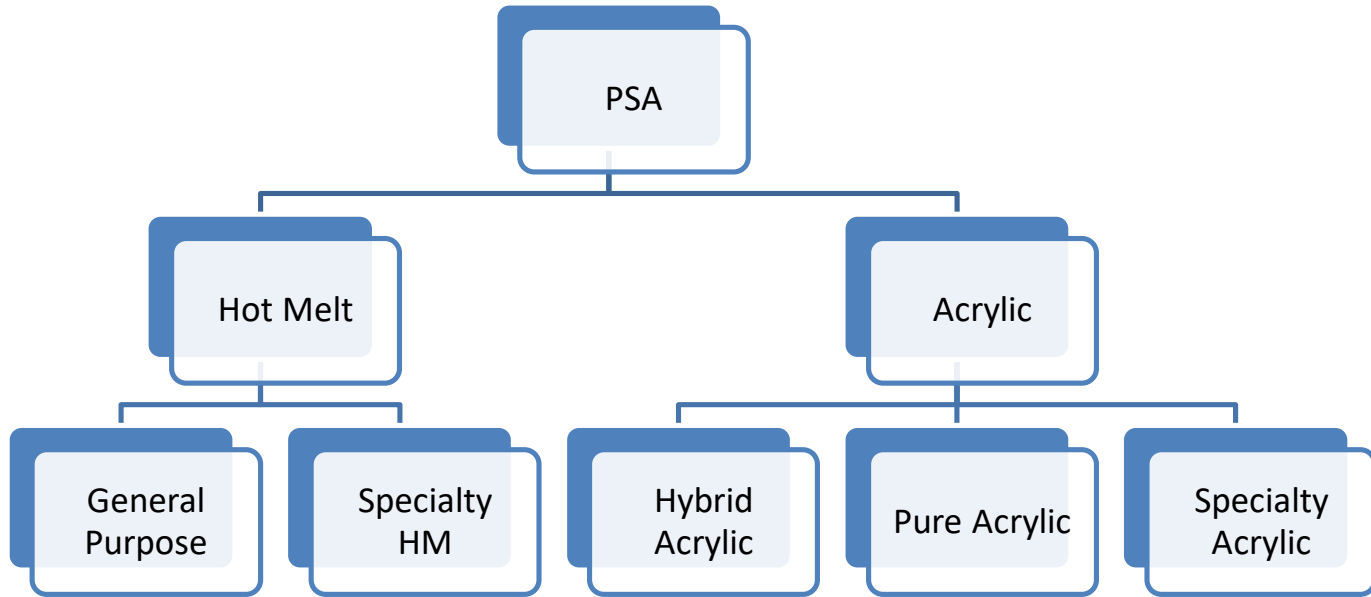 PSA
Hot Melt
Acrylic
General
Purpose
Specialty
HM
Hybrid
Acrylic
Pure Acrylic
Specialty
Acrylic